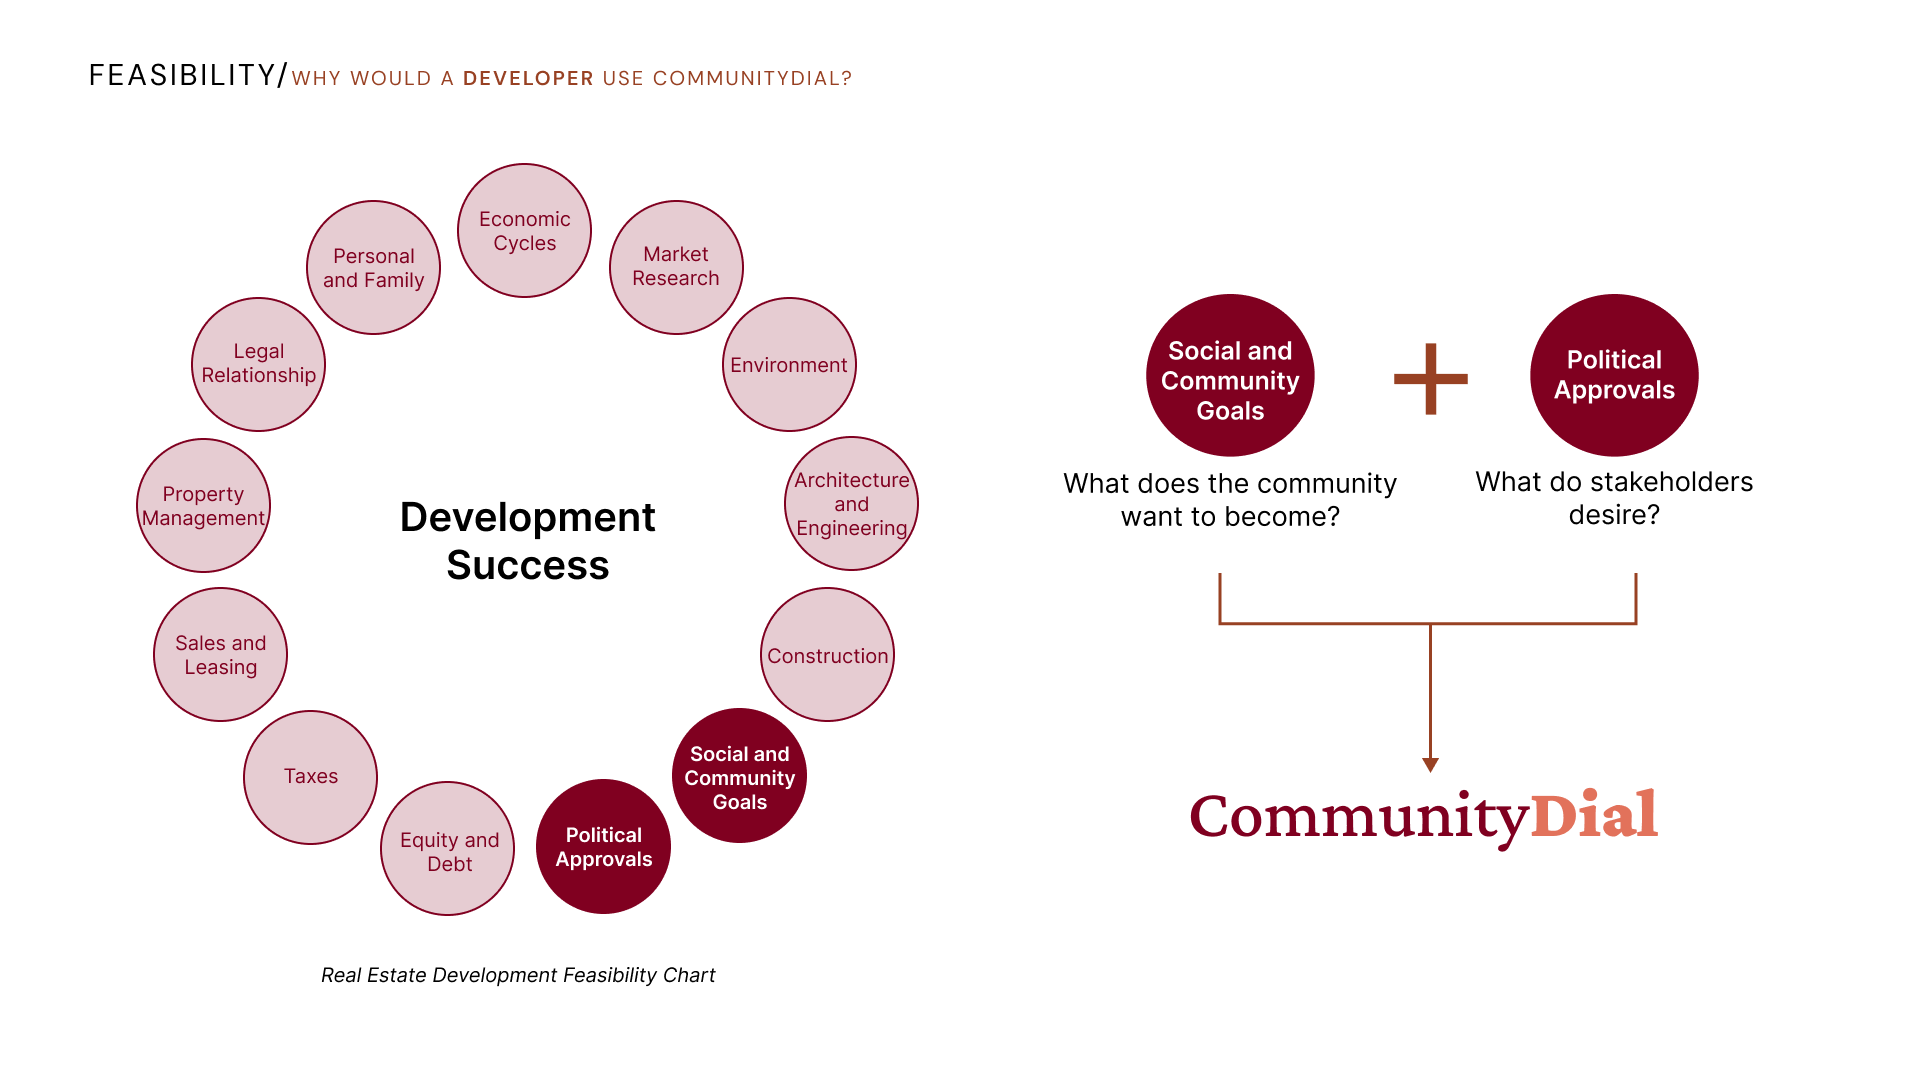 FEASIBILITY/WHY WOULD A DEVELOPER USE COMMUNITYDIAL?
Economic
Cycles
Market
Research
Environment
Architecture
and
Engineering
Construction
Social and
Community
Goals
Political
Approvals
Equity and
Debt
Taxes
Sales and
Leasing
Property
Management
Legal
Relationship
Personal
and Family
Development
Success
Real Estate Development Feasibility Chart
Social and
Community
Goals
Political
Approvals
What does the community
want to become?
What do stakeholders
desire?
CommunityDial